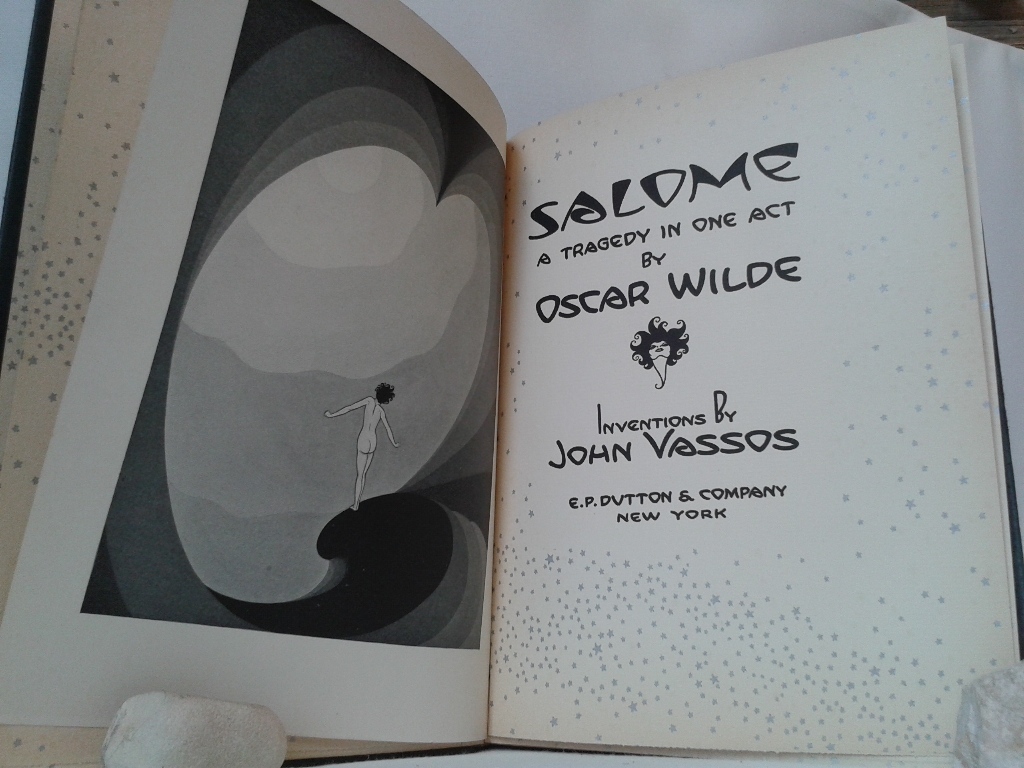 SALOME
A TRAGEDY IN ONE ACT
BY
OSCAR WILDE
INVENTIONS BY
JOHN VASSOS
E.P. DUTTON & COMPANY
NEW YORK